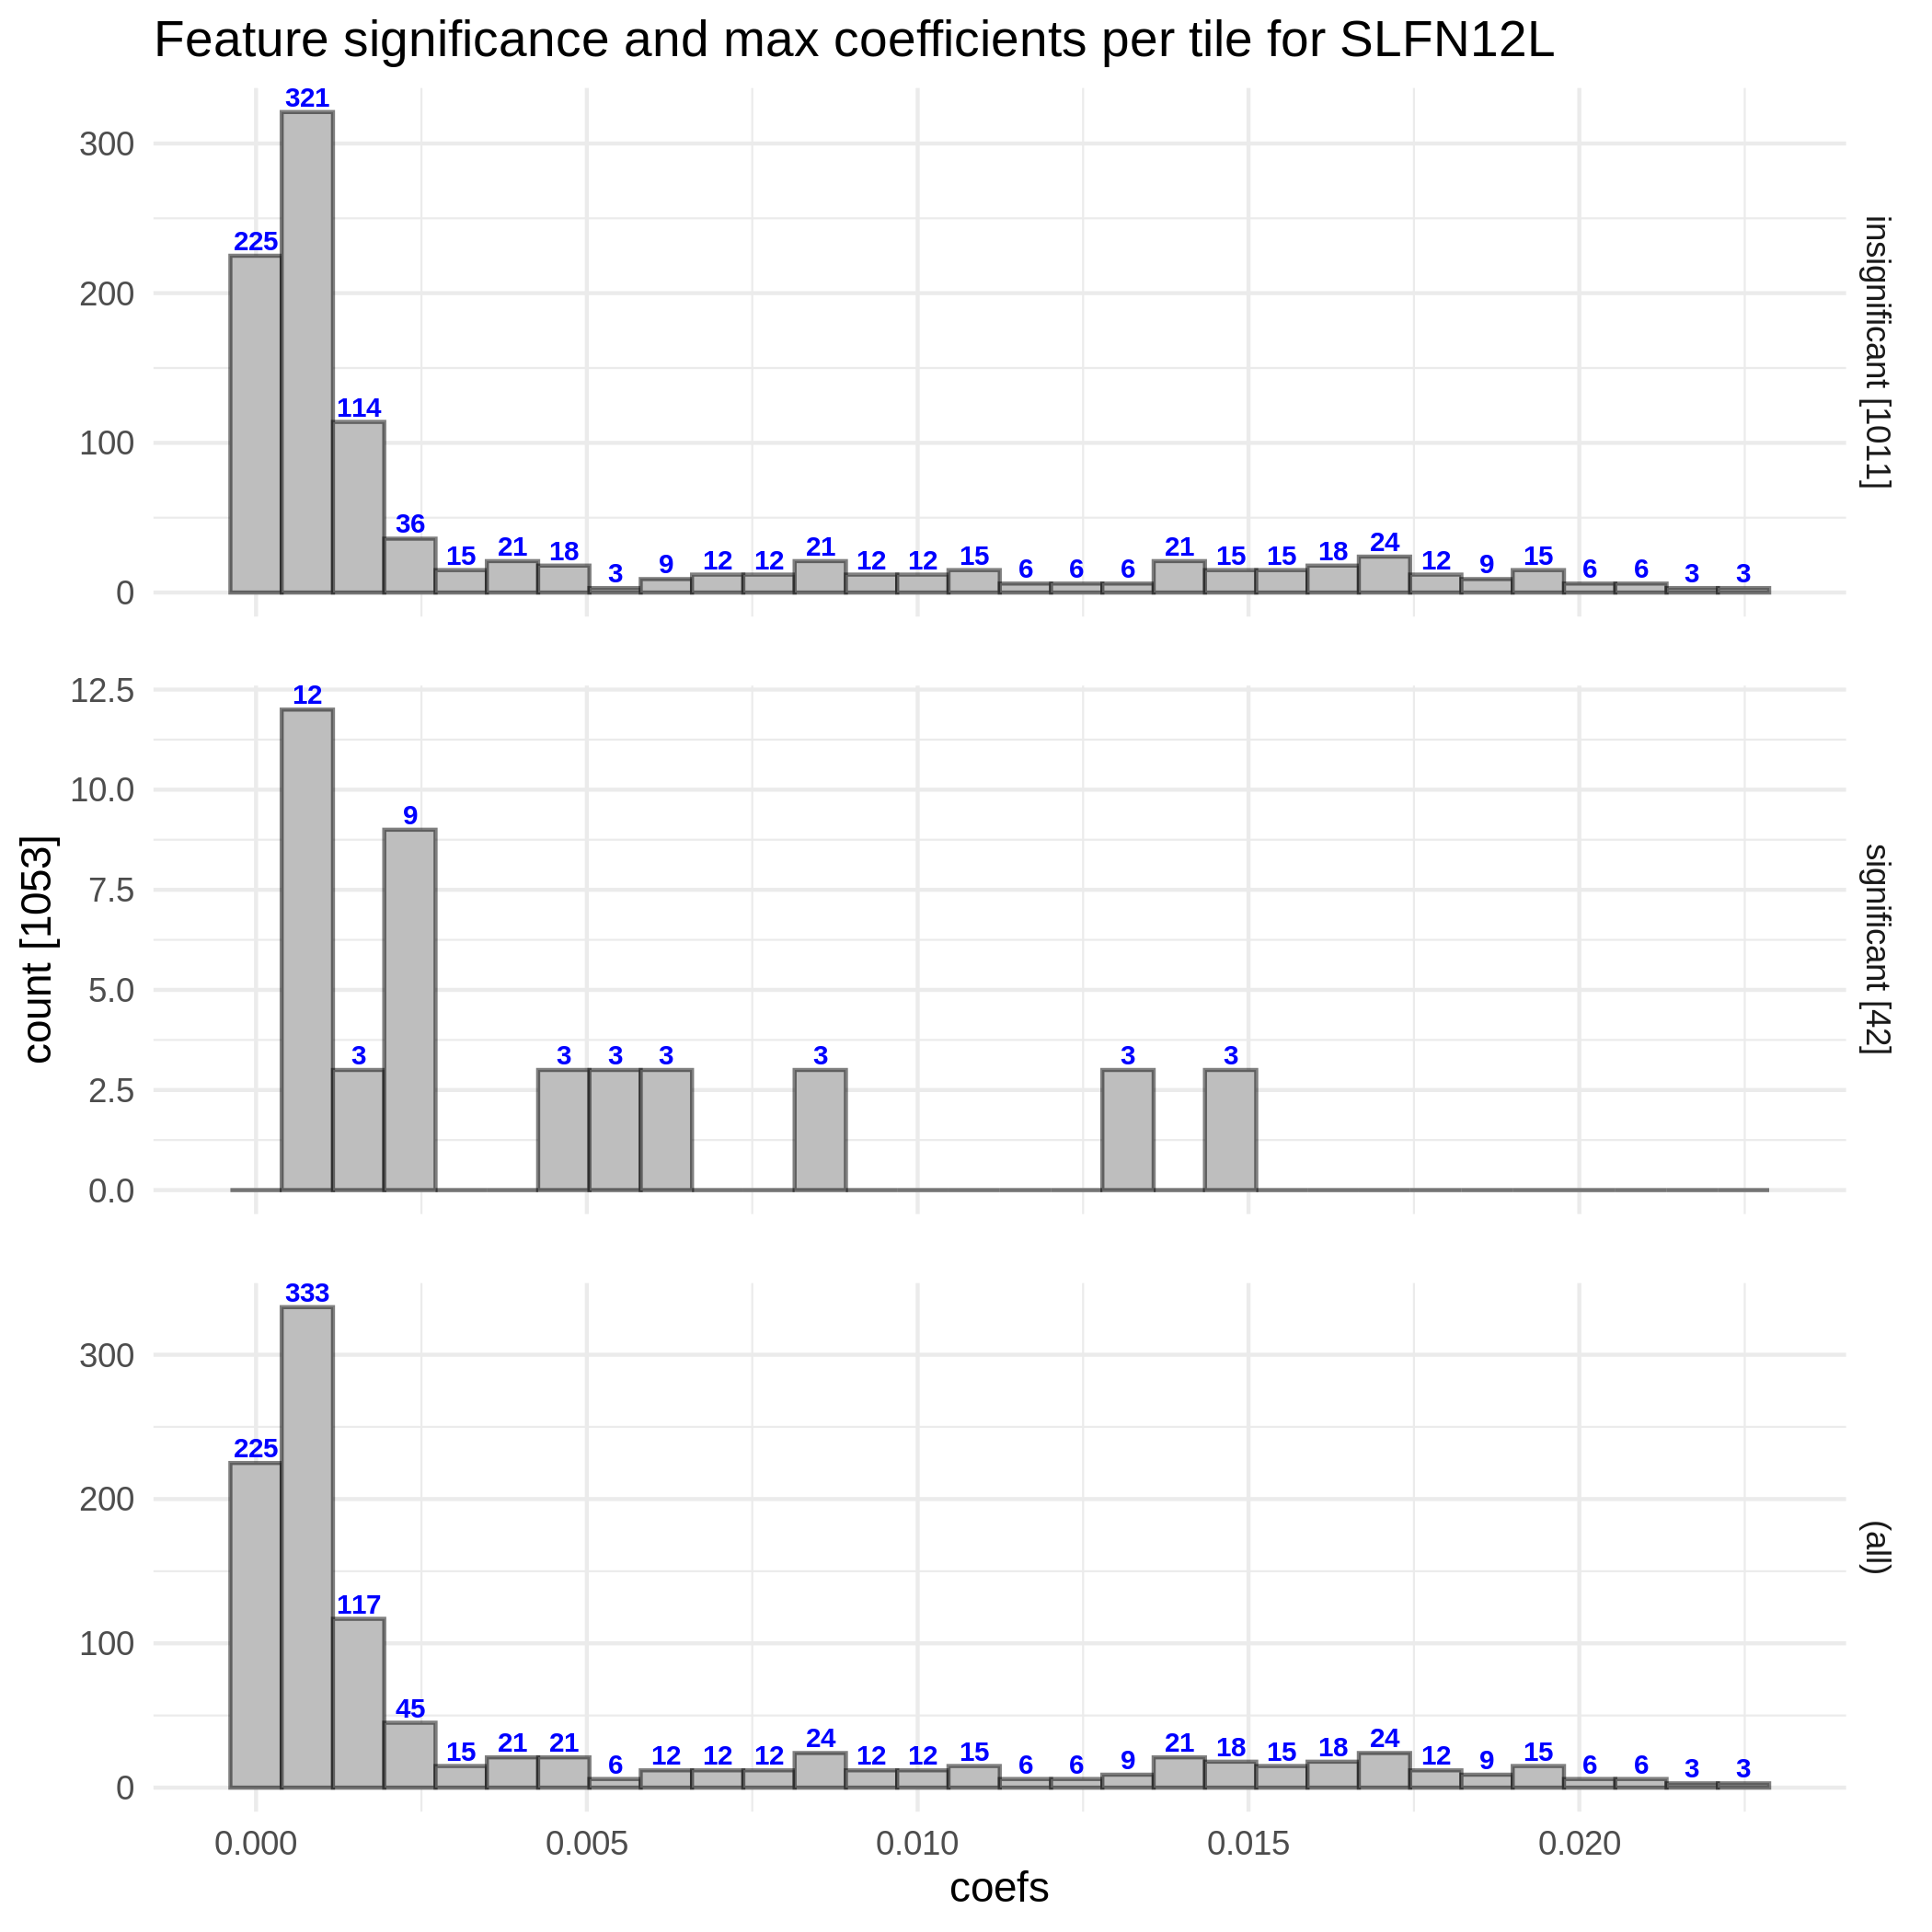 Feature significance and max coefficients per tile for SLFN12L
300
200
100
0
225 321 114 36 15 21 18 3 9 12 12 21 12 12 15 6 6 6 21 15 15 18 24 12 9 15 6 6 3 3
insignificant [1011]
count [1053]
12.5
10.0
7.5
5.0
2.5
0.0
12 3 9 3 3 3 3 3 3
significant [42]
300
200
100
0
225 333 117 45 15 21 21 6 12 12 12 24 12 12 15 6 6 9 21 18 15 18 24 12 9 15 6 6 3 3
(all)
0.000 0.005 0.010 0.015 0.020
coefs